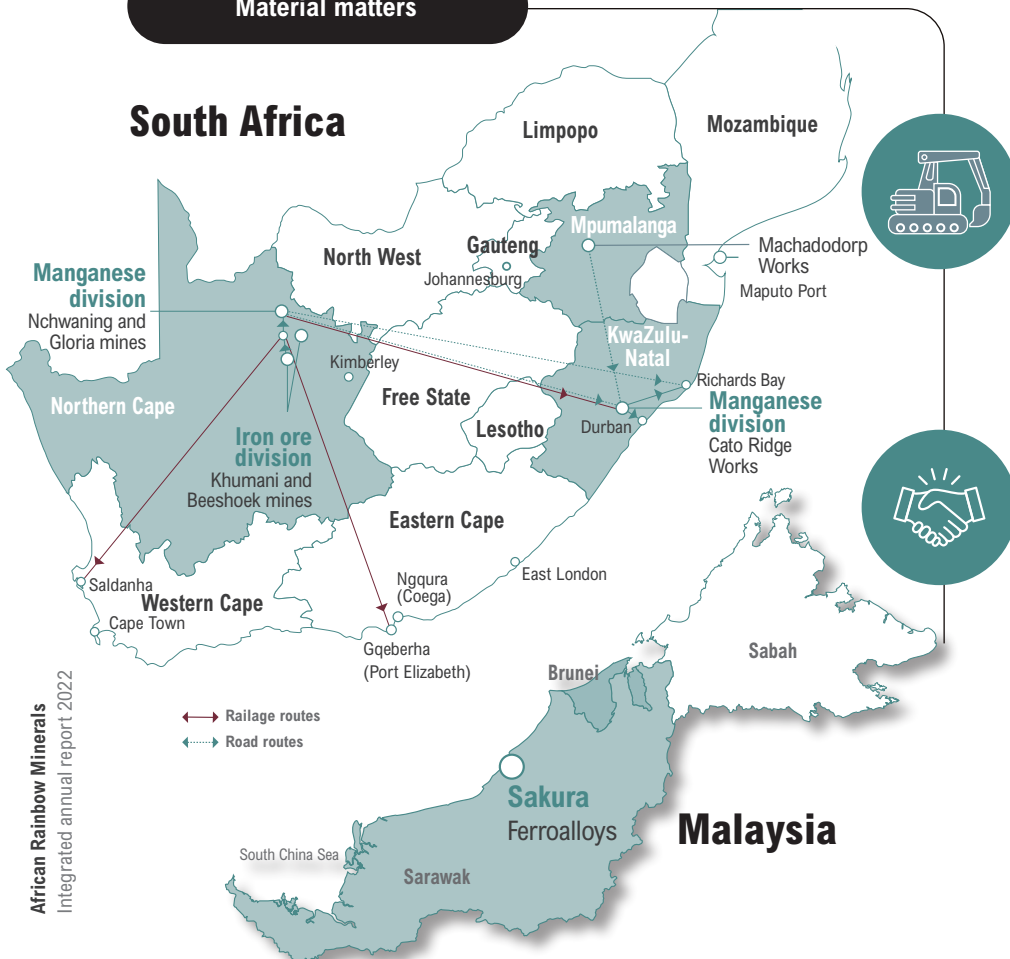 Material matters
South Africa
Limpopo
Mozambique
Mpumalanga
North West
Gauteng
Johannesburg
Machadodorp
Works
Maputo Port
Manganese
division
Nchwaning and
Gloria mines
KwaZulu-
Natal
Kimberley
Richards Bay
Northern Cape
Free State
Lesotho
Durban
Manganese
division
Cato Ridge
Works
Iron ore
division
Khumani and
Beeshoek mines
Eastern Cape
East London
Saldanha
Western Cape
Cape Town
Ngqura
(Coega)
Gqeberha
(Port Elizabeth)
Brunei
Sabah
Railage routes
Road routes
Sakura
Ferroalloys
Malaysia
South China Sea
Sarawak
African Rainbow Minerals
Integrated annual report 2022